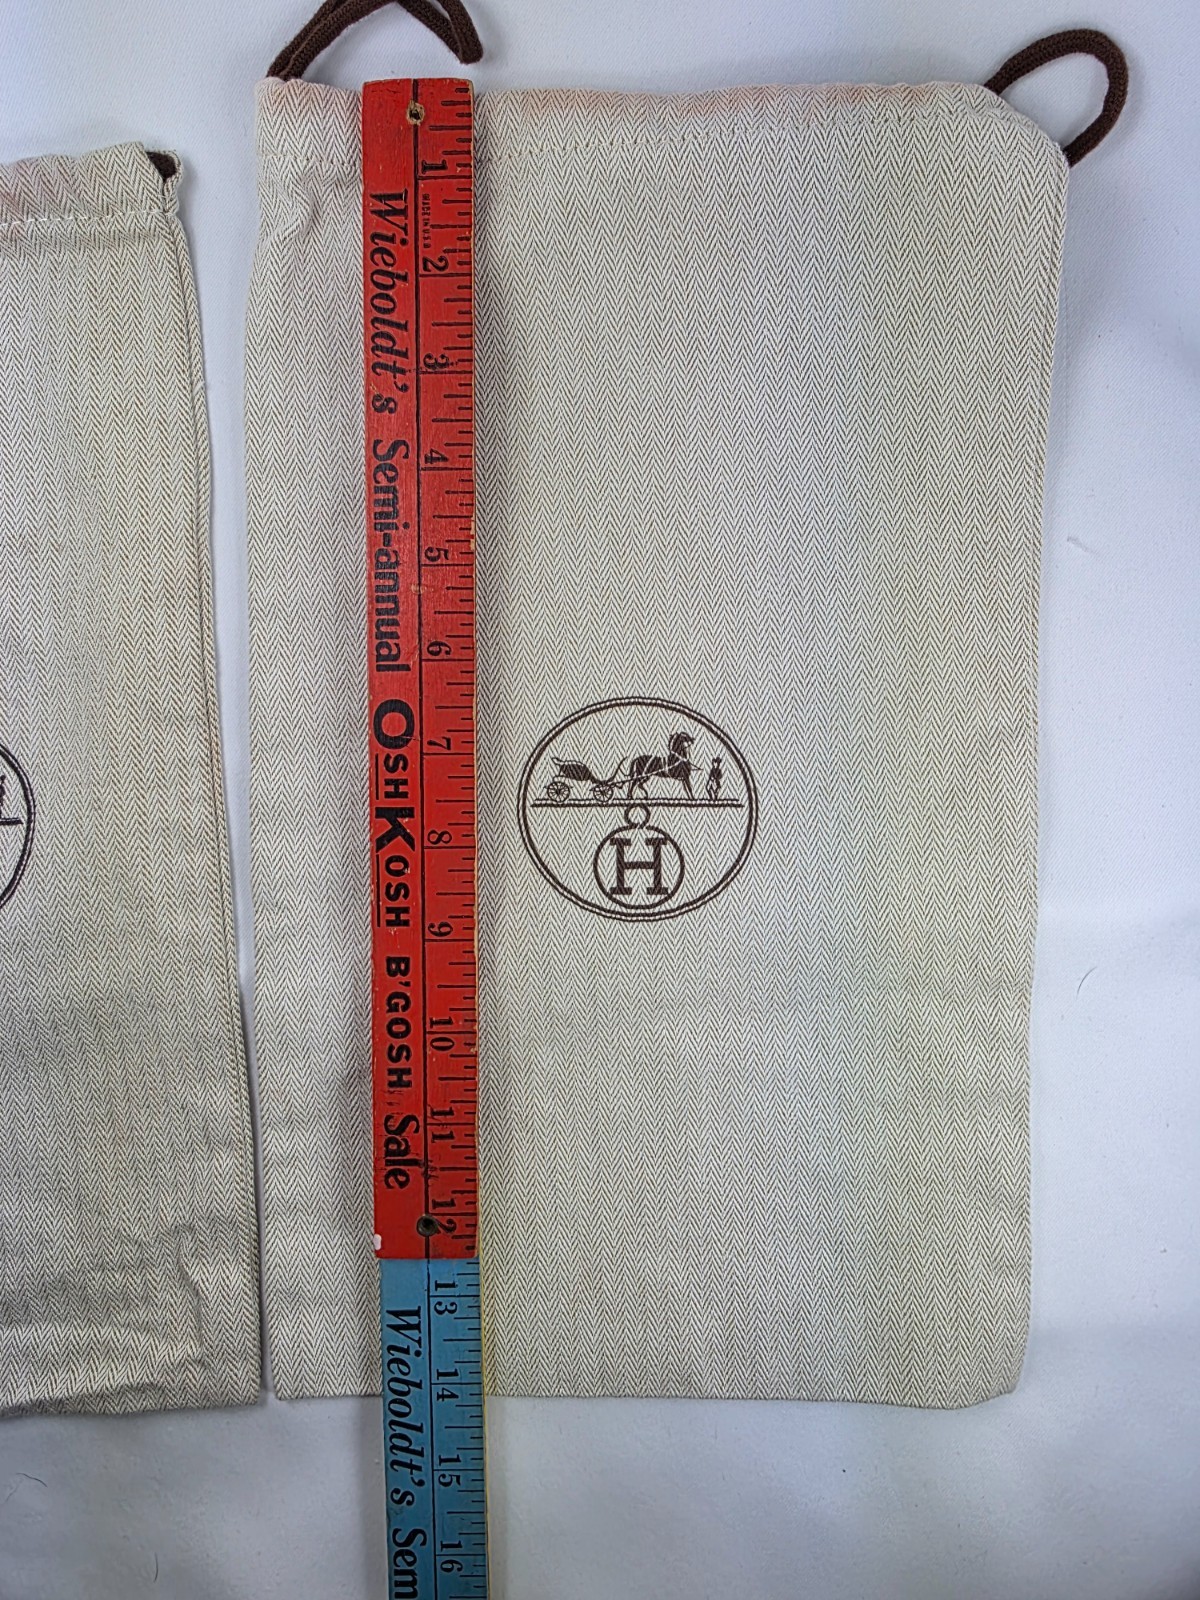 Wieboldt's Semi-annual OSHKOSH B'GOSH Sale
MADE IN U.S.A.
1 2 3 4 5 6 7 8 9 10 11 12
Wieboldt's Sem
13 14 15 16
H